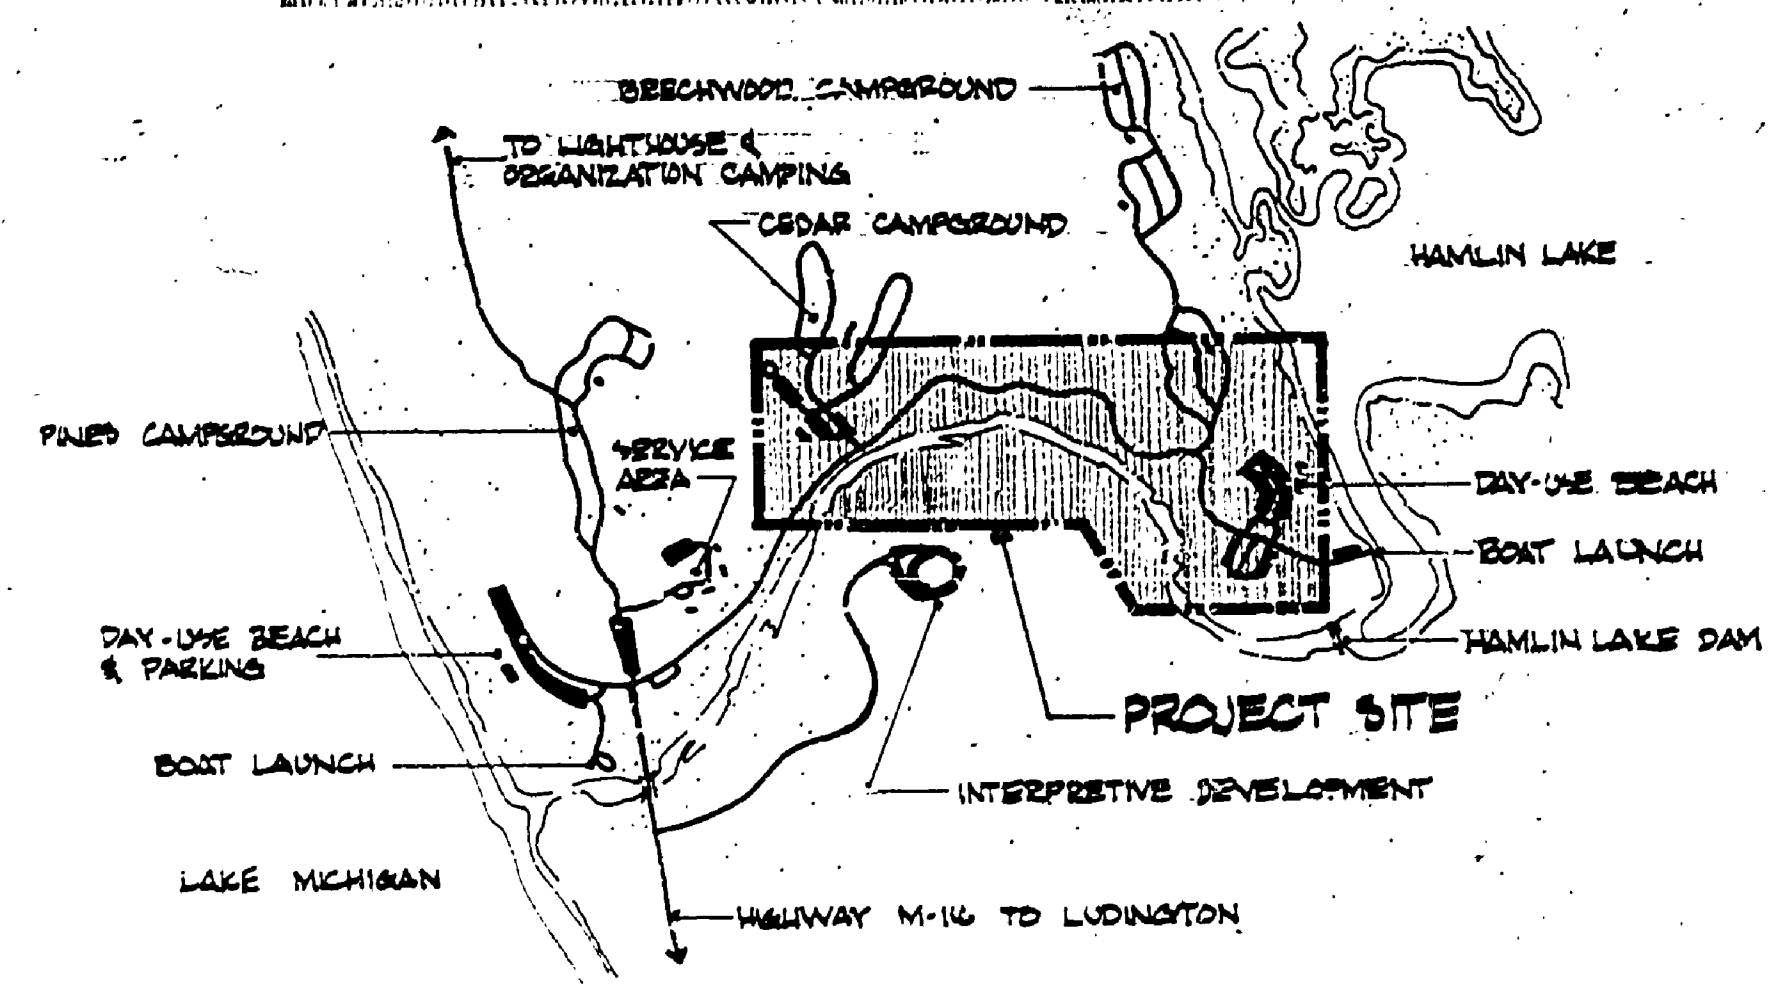 BEECHWOOD CAMPGROUND
TO LIGHTHOUSE &
ORGANIZATION CAMPING
CEDAR CAMPGROUND
HAMLIN LAKE
PINES CAMPGROUND
SERVICE
AREA
DAY-USE BEACH
BOAT LAUNCH
DAY-USE BEACH
& PARKING
HAMLIN LAKE DAM
PROJECT SITE
BOAT LAUNCH
INTERPRETIVE DEVELOPMENT
LAKE MICHIGAN
HIGHWAY M-116 TO LUDINGTON